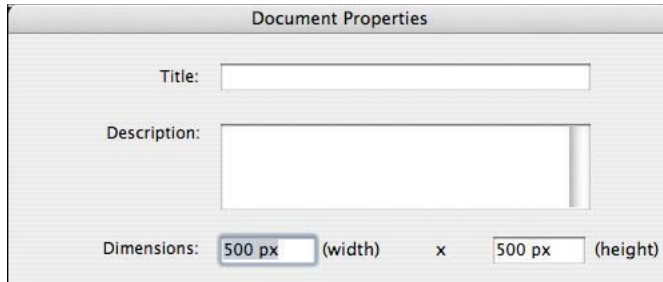 Document Properties
Title:
Description:
Dimensions: 500 px (width) x 500 px (height)